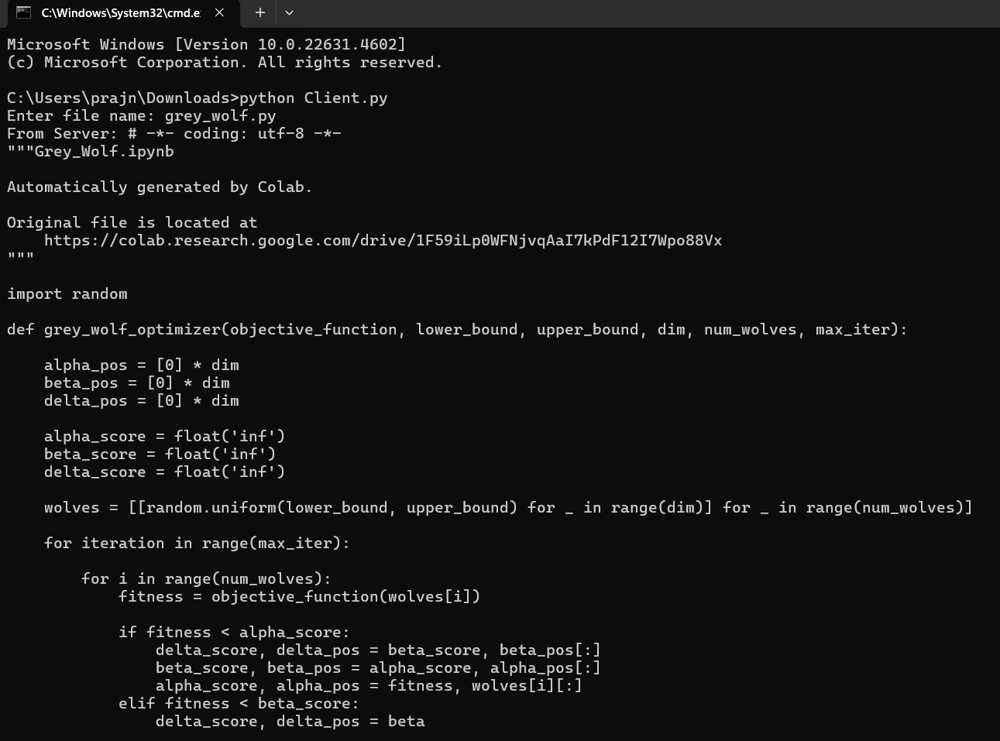 C:\Windows\System32\cmd.e
Microsoft Windows [Version 10.0.22631.4602]
(c) Microsoft Corporation. All rights reserved.

C:\Users\prajn\Downloads>python Client.py
Enter file name: grey_wolf.py
From Server: # -*- coding: utf-8 -*-
"""Grey_Wolf.ipynb

Automatically generated by Colab.

Original file is located at
    https://colab.research.google.com/drive/1F59iLp0WFNjvqAaI7kPdF12I7Wpo88Vx
"""

import random

def grey_wolf_optimizer(objective_function, lower_bound, upper_bound, dim, num_wolves, max_iter):

    alpha_pos = [0] * dim
    beta_pos = [0] * dim
    delta_pos = [0] * dim

    alpha_score = float('inf')
    beta_score = float('inf')
    delta_score = float('inf')

    wolves = [[random.uniform(lower_bound, upper_bound) for _ in range(dim)] for _ in range(num_wolves)]

    for iteration in range(max_iter):

        for i in range(num_wolves):
            fitness = objective_function(wolves[i])

            if fitness < alpha_score:
                delta_score, delta_pos = beta_score, beta_pos[:]
                beta_score, beta_pos = alpha_score, alpha_pos[:]
                alpha_score, alpha_pos = fitness, wolves[i][:]
            elif fitness < beta_score:
                delta_score, delta_pos = beta